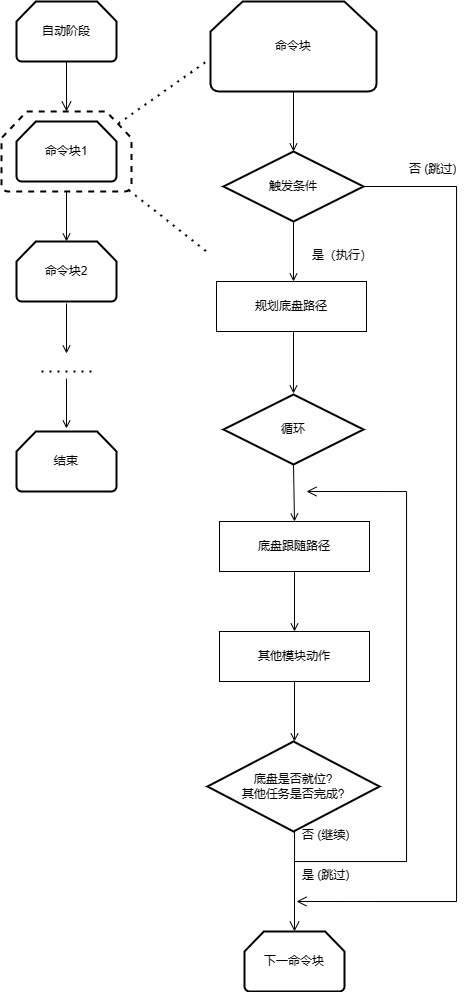 自动阶段
命令块1
命令块2
结束
命令块
触发条件
否 (跳过)
是（执行）
规划底盘路径
循环
底盘跟随路径
其他模块动作
底盘是否就位?
其他任务是否完成?
否 (继续)
是 (跳过)
下一命令块